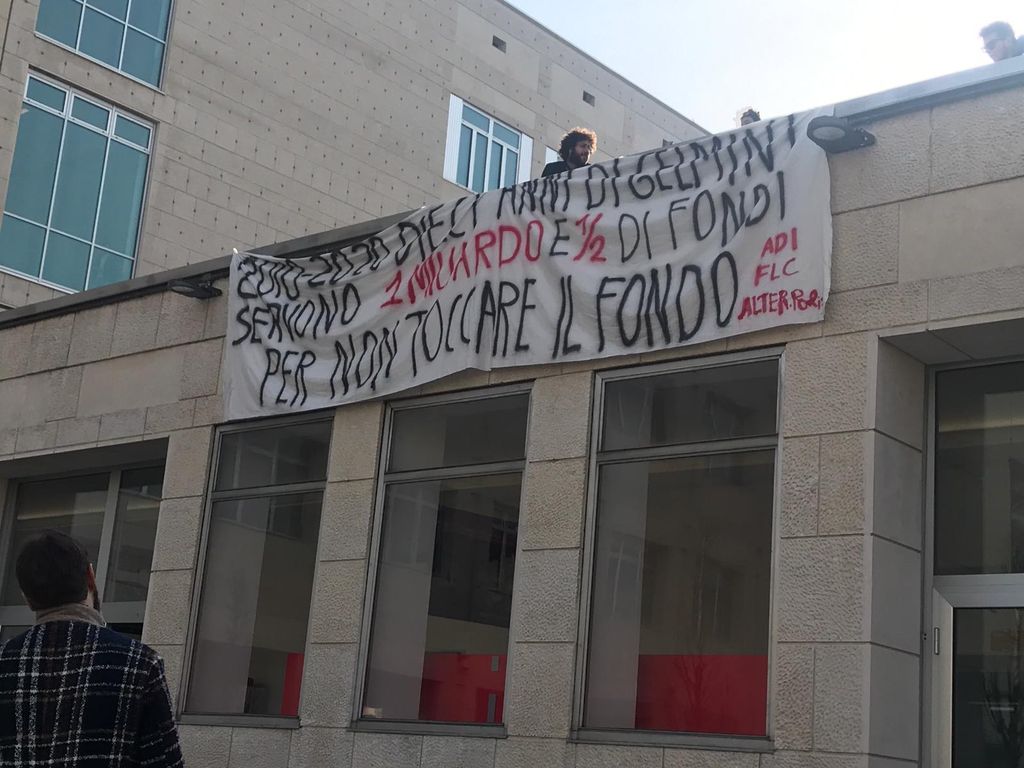 2010-2020 DIECI ANNI DI GELMINI
SERVONO 1 MILIARDO E 1/2 DI FONDI
PER NON TOCCARE IL FONDO
ADI
FLC
ALTER.POLIS